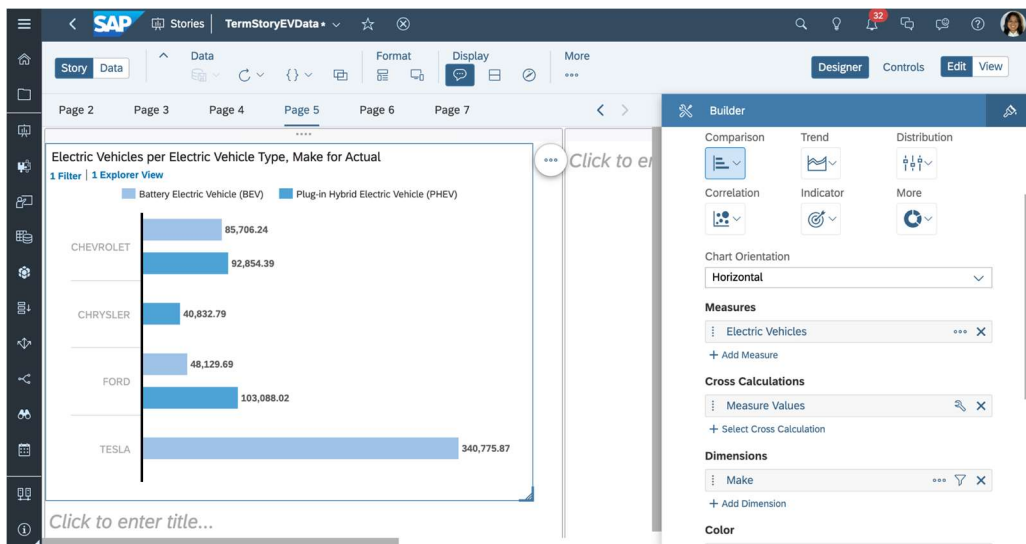 SAP Stories TermStoryEVData* 32
Story Data
Data Format Display More
Designer Controls Edit View
Page 2 Page 3 Page 4 Page 5 Page 6 Page 7
Electric Vehicles per Electric Vehicle Type, Make for Actual
1 Filter | 1 Explorer View
Battery Electric Vehicle (BEV) Plug-in Hybrid Electric Vehicle (PHEV)
85,706.24
CHEVROLET
92,854.39
CHRYSLER 40,832.79
48,129.69
FORD
103,088.02
TESLA 340,775.87
Click to enter title...
Click to er
Builder
Comparison Trend Distribution
Correlation Indicator More
Chart Orientation
Horizontal
Measures
Electric Vehicles
+ Add Measure
Cross Calculations
Measure Values
+ Select Cross Calculation
Dimensions
Make
+ Add Dimension
Color